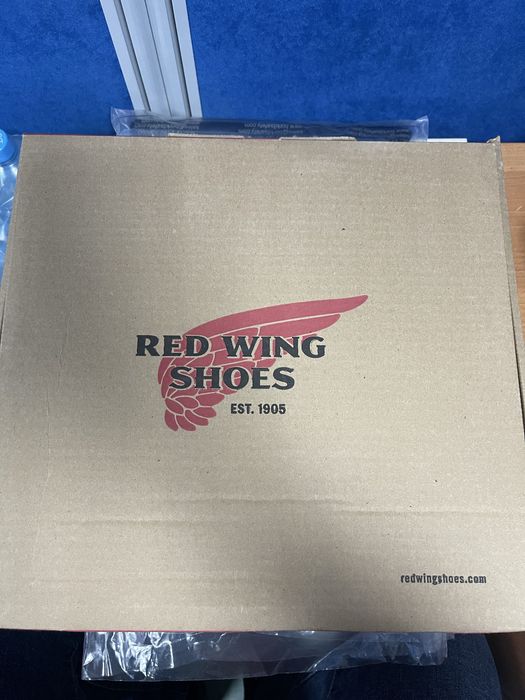 RED WING
SHOES
EST. 1905
redwingshoes.com